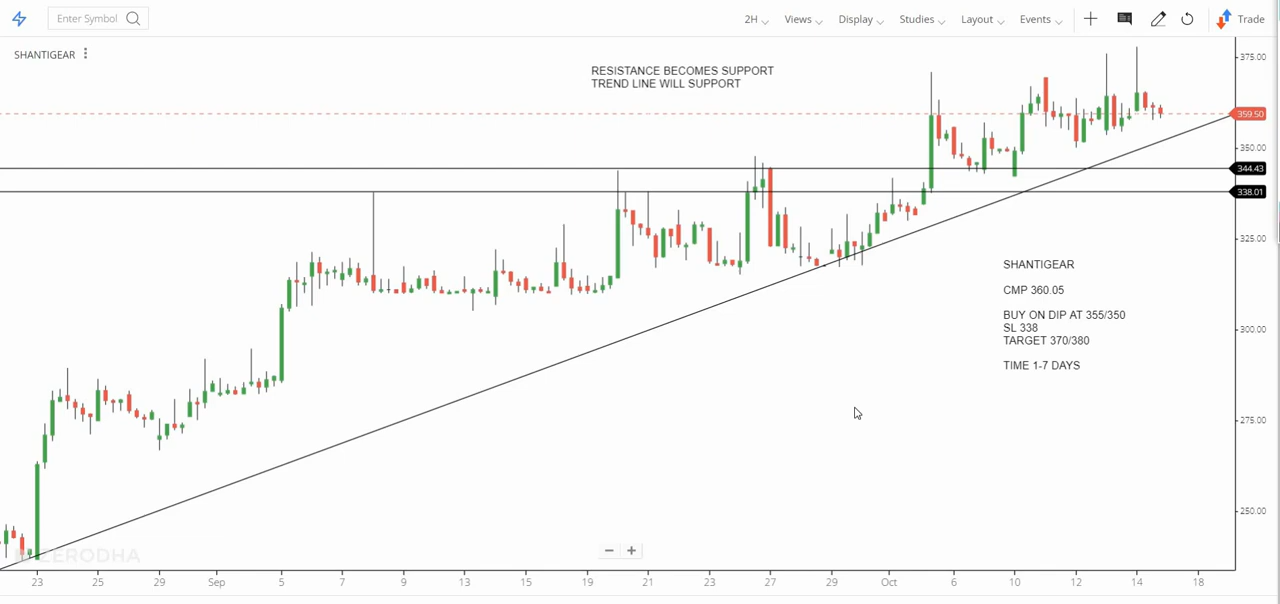 Enter Symbol
2H
Views
Display
Studies
Layout
Events
Trade
SHANTIGEAR
RESISTANCE BECOMES SUPPORT
TREND LINE WILL SUPPORT
375.00
359.50
350.00
344.43
338.01
325.00
300.00
275.00
250.00
SHANTIGEAR
CMP 360.05
BUY ON DIP AT 355/350
SL 338
TARGET 370/380
TIME 1-7 DAYS
ZERODHA
23 25 29 Sep 5 7 9 13 15 19 21 23 27 29 Oct 6 10 12 14 18